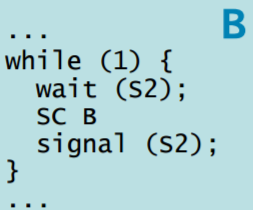 B
...
while (1) {
  wait (S2);
  SC B
  signal (S2);
}
...